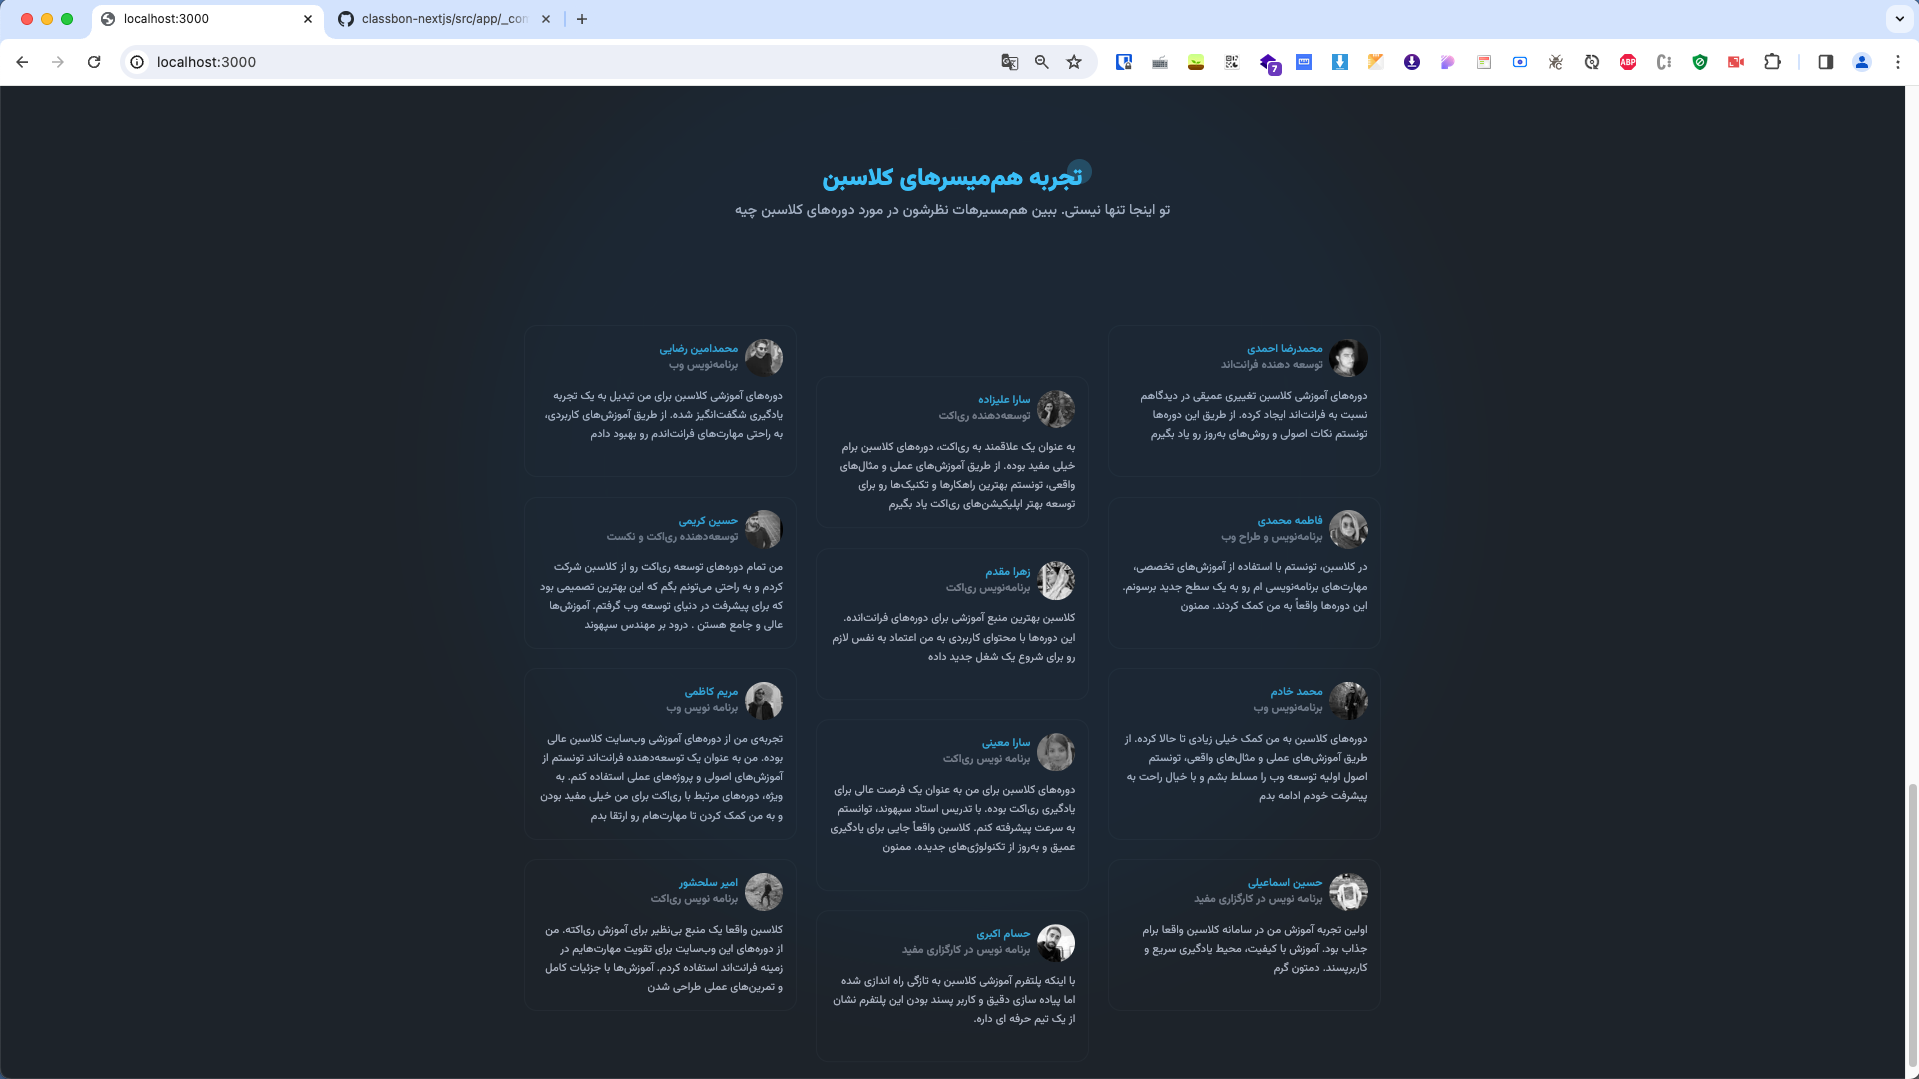 localhost:3000
classbon-nextjs/src/app/_con
localhost:3000
7
ABP
تجربه هم‌میسرهای کلاسبن
تو اینجا تنها نیستی. ببین هم‌مسیرهات نظرشون در مورد دوره‌های کلاسبن چیه
محمدرضا احمدی
توسعه دهنده فرانت‌اند
دوره‌های آموزشی کلاسبن تغییری عمیقی در دیدگاهم
نسبت به فرانت‌اند ایجاد کرده. از طریق این دوره‌ها
تونستم نکات اصولی و روش‌های به‌روز رو یاد بگیرم
فاطمه محمدی
برنامه‌نویس و طراح وب
در کلاسبن، تونستم با استفاده از آموزش‌های تخصصی،
مهارت‌های برنامه‌نویسی ام رو به یک سطح جدید برسونم.
این دوره‌ها واقعاً به من کمک کردند. ممنون
محمد خادم
برنامه‌نویس وب
دوره‌های کلاسبن به من کمک خیلی زیادی تا حالا کرده. از
طریق آموزش‌های عملی و مثال‌های واقعی، تونستم
اصول اولیه توسعه وب را مسلط بشم و با خیال راحت به
پیشرفت خودم ادامه بدم
حسین اسماعیلی
برنامه نویس در کارگزاری مفید
اولین تجربه آموزش من در سامانه کلاسبن واقعا برام
جذاب بود. آموزش با کیفیت، محیط یادگیری سریع و
کاربرپسند. دمتون گرم
سارا علیزاده
توسعه‌دهنده ری‌اکت
به عنوان یک علاقمند به ری‌اکت، دوره‌های کلاسبن برام
خیلی مفید بوده. از طریق آموزش‌های عملی و مثال‌های
واقعی، تونستم بهترین راهکارها و تکنیک‌ها رو برای
توسعه بهتر اپلیکیشن‌های ری‌اکت یاد بگیرم
زهرا مقدم
برنامه‌نویس ری‌اکت
کلاسبن بهترین منبع آموزشی برای دوره‌های فرانت‌انده.
این دوره‌ها با محتوای کاربردی به من اعتماد به نفس لازم
رو برای شروع یک شغل جدید داده
سارا معینی
برنامه نویس ری‌اکت
دوره‌های کلاسبن برای من به عنوان یک فرصت عالی برای
یادگیری ری‌اکت بوده. با تدریس استاد سپهوند، توانستم
به سرعت پیشرفته کنم. کلاسبن واقعاً جایی برای یادگیری
عمیق و به‌روز از تکنولوژی‌های جدیده. ممنون
حسام اکبری
برنامه نویس در کارگزاری مفید
با اینکه پلتفرم آموزشی کلاسبن به تازگی راه اندازی شده
اما پیاده سازی دقیق و کاربر پسند بودن این پلتفرم نشان
از یک تیم حرفه ای داره.
محمدامین رضایی
برنامه‌نویس وب
دوره‌های آموزشی کلاسبن برای من تبدیل به یک تجربه
یادگیری شگفت‌انگیز شده. از طریق آموزش‌های کاربردی،
به راحتی مهارت‌های فرانت‌اندم رو بهبود دادم
حسین کریمی
توسعه‌دهنده ری‌اکت و نکست
من تمام دوره‌های توسعه ری‌اکت رو از کلاسبن شرکت
کردم و به راحتی می‌تونم بگم که این بهترین تصمیمی بود
که برای پیشرفت در دنیای توسعه وب گرفتم. آموزش‌ها
عالی و جامع هستن . درود بر مهندس سپهوند
مریم کاظمی
برنامه نویس وب
تجربه‌ی من از دوره‌های آموزشی وب‌سایت کلاسبن عالی
بوده. من به عنوان یک توسعه‌دهنده فرانت‌اند تونستم از
آموزش‌های اصولی و پروژه‌های عملی استفاده کنم. به
ویژه، دوره‌های مرتبط با ری‌اکت برای من خیلی مفید بودن
و به من کمک کردن تا مهارت‌هام رو ارتقا بدم
امیر سلحشور
برنامه نویس ری‌اکت
کلاسبن واقعا یک منبع بی‌نظیر برای آموزش ری‌اکته. من
از دوره‌های این وب‌سایت برای تقویت مهارت‌هایم در
زمینه فرانت‌اند استفاده کردم. آموزش‌ها با جزئیات کامل
و تمرین‌های عملی طراحی شدن